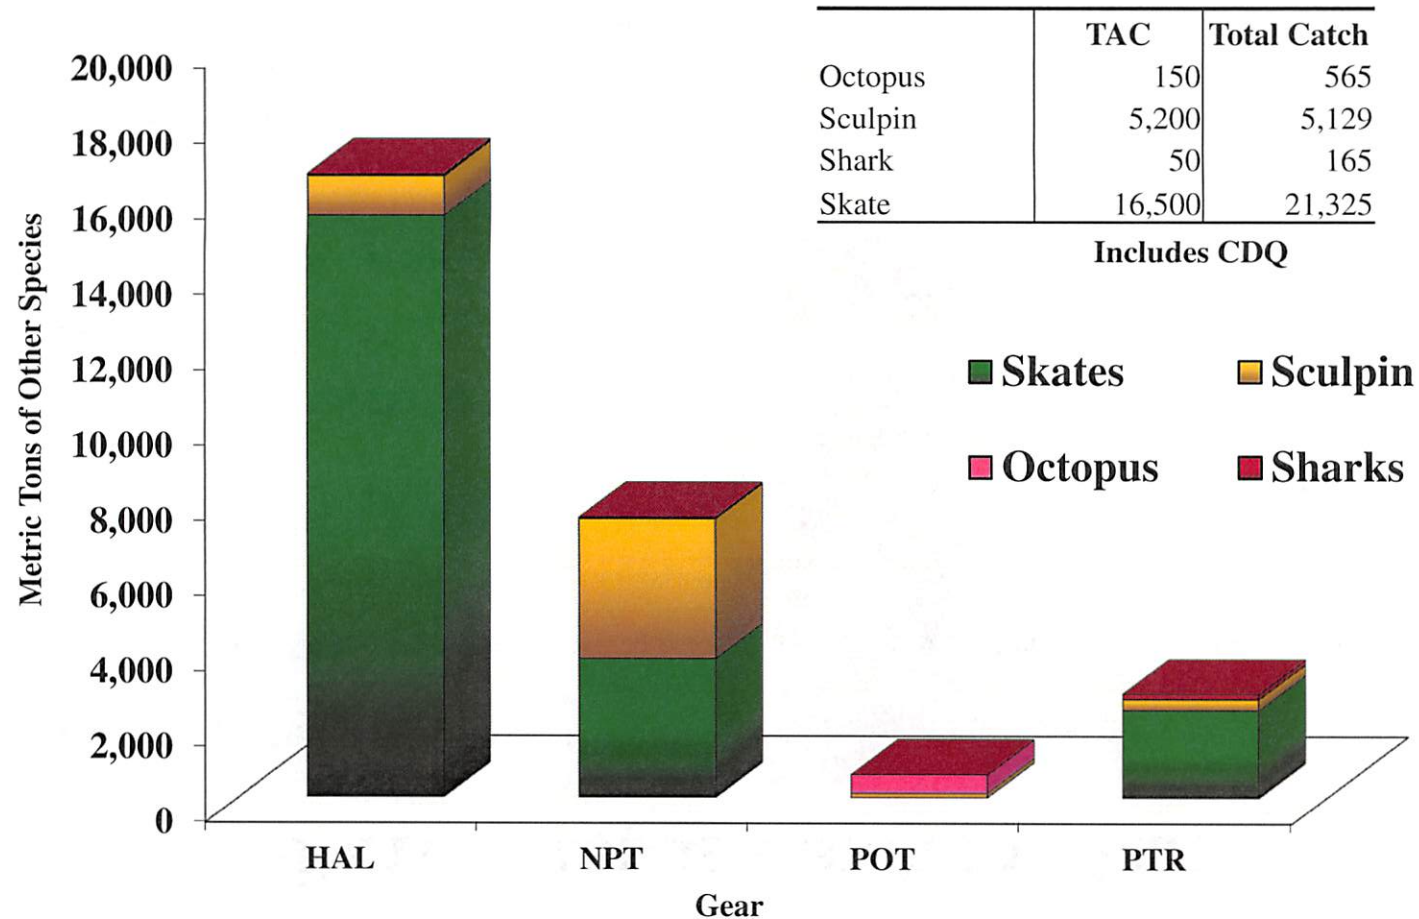 TAC Total Catch
Octopus 150 565
Sculpin 5,200 5,129
Shark 50 165
Skate 16,500 21,325
Includes CDQ
20,000
18,000
16,000
14,000
12,000
10,000
8,000
6,000
4,000
2,000
0
Metric Tons of Other Species
Skates Sculpin
Octopus Sharks
HAL NPT POT PTR
Gear